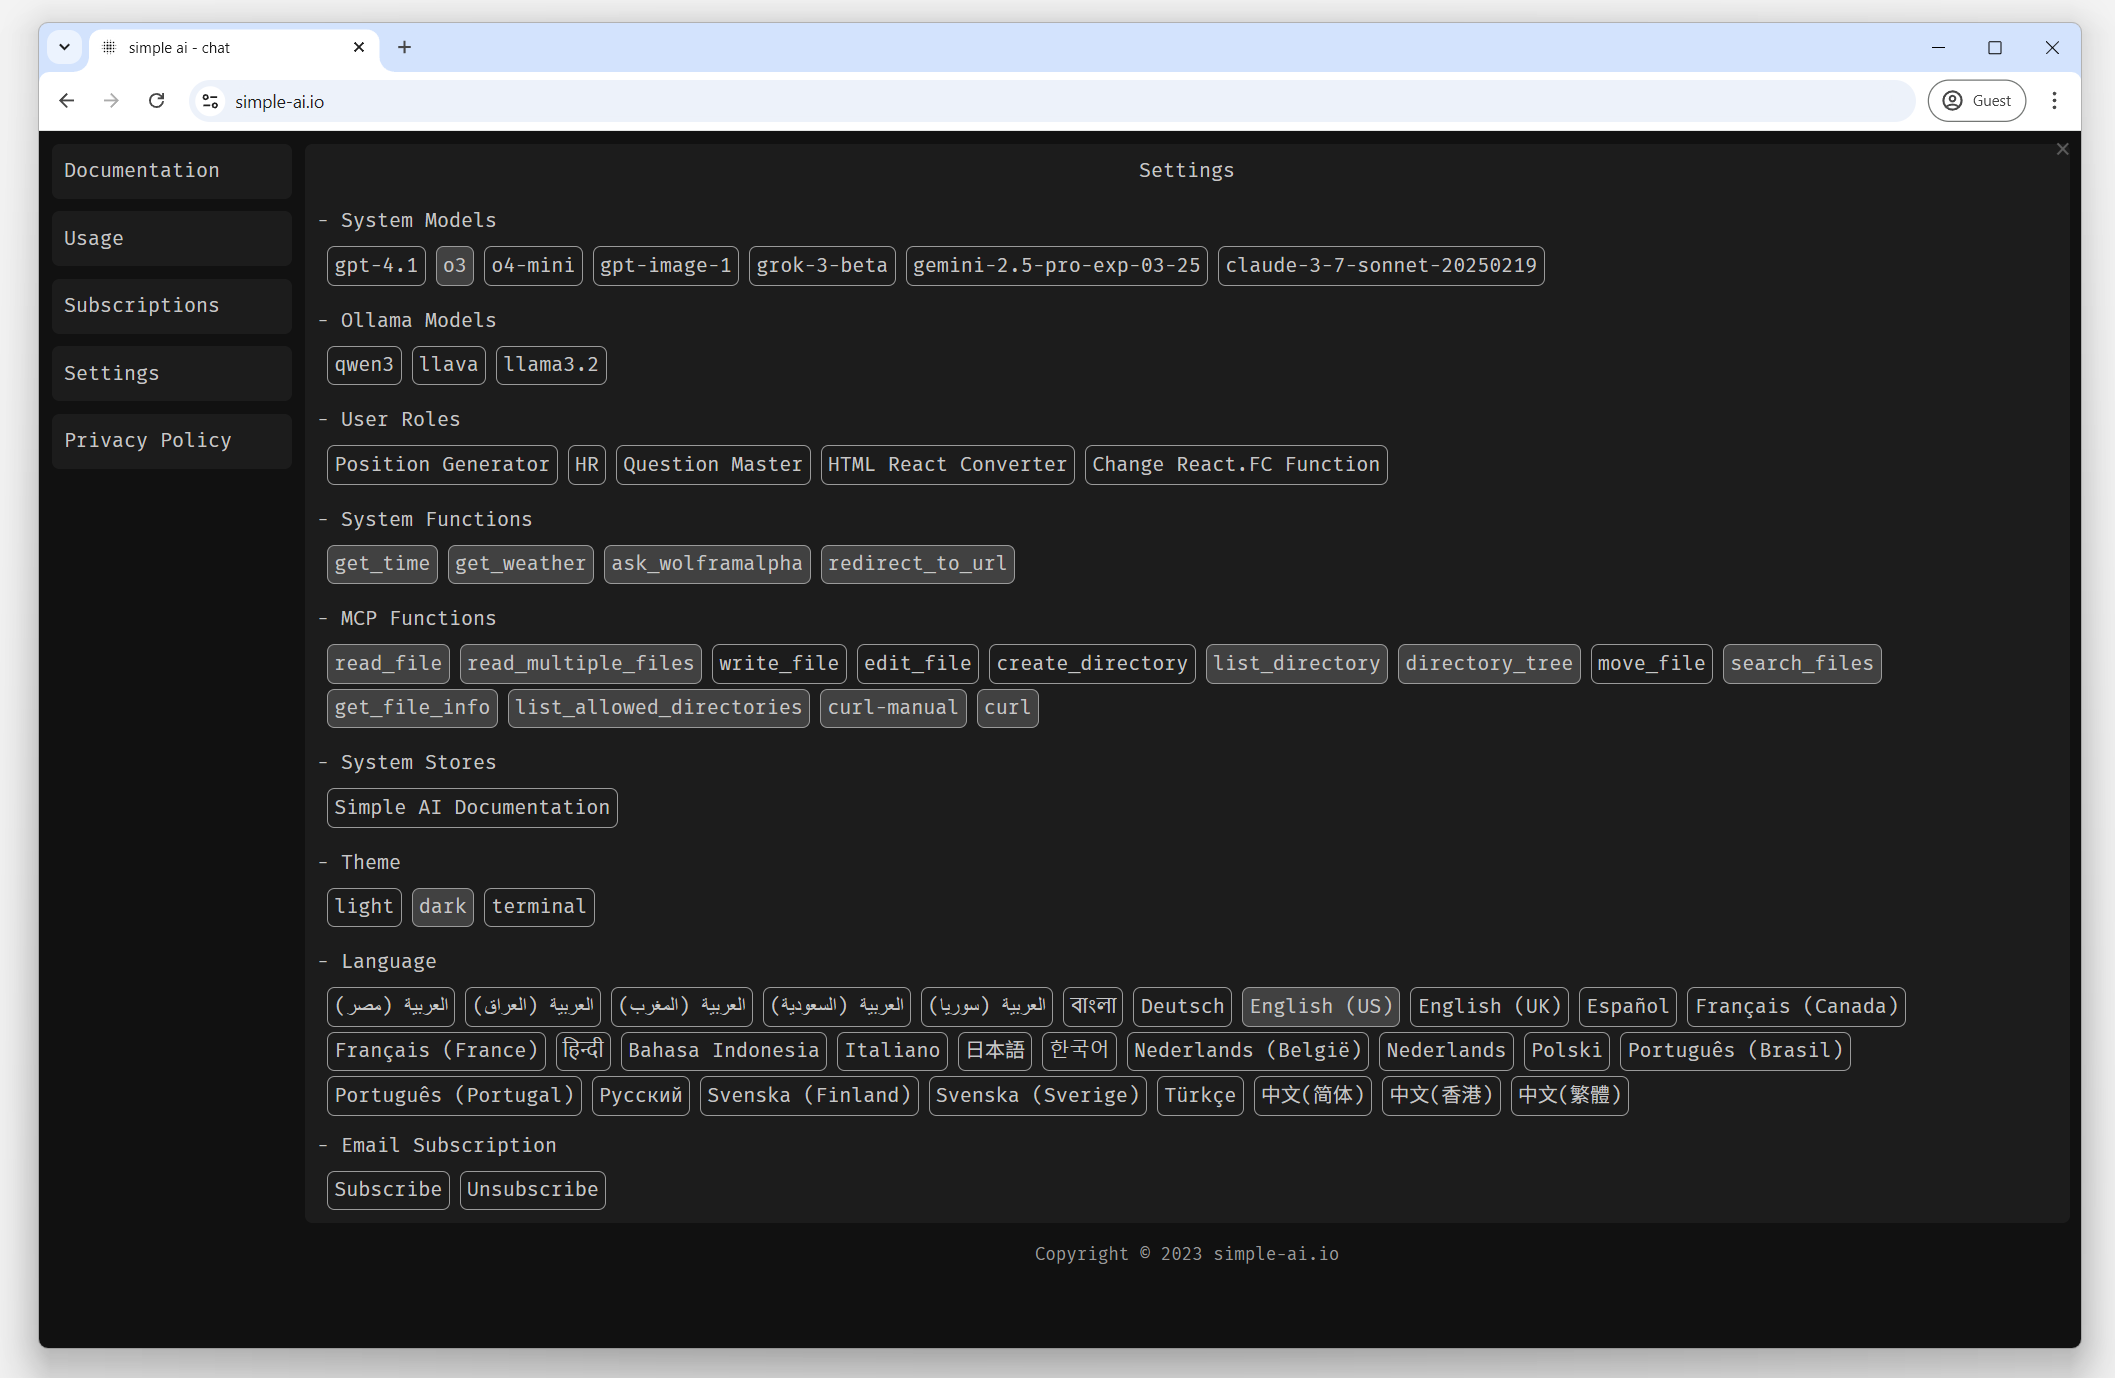 simple ai - chat
simple-ai.io
Guest
Documentation
Usage
Subscriptions
Settings
Privacy Policy
Settings
- System Models
gpt-4.1 o3 o4-mini gpt-image-1 grok-3-beta gemini-2.5-pro-exp-03-25 claude-3-7-sonnet-20250219
- Ollama Models
qwen3 llava llama3.2
- User Roles
Position Generator HR Question Master HTML React Converter Change React.FC Function
- System Functions
get_time get_weather ask_wolframalpha redirect_to_url
- MCP Functions
read_file read_multiple_files write_file edit_file create_directory list_directory directory_tree move_file search_files
get_file_info list_allowed_directories curl-manual curl
- System Stores
Simple AI Documentation
- Theme
light dark terminal
- Language
العربية (مصر) العربية (العراق) العربية (المغرب) العربية (السعودية) العربية (سوريا) বাংলা Deutsch English (US) English (UK) Español Français (Canada)
Français (France) हिन्दी Bahasa Indonesia Italiano 日本語 한국어 Nederlands (België) Nederlands Polski Português (Brasil)
Português (Portugal) Русский Svenska (Finland) Svenska (Sverige) Türkçe 中文(简体) 中文(香港) 中文(繁體)
- Email Subscription
Subscribe Unsubscribe
Copyright © 2023 simple-ai.io